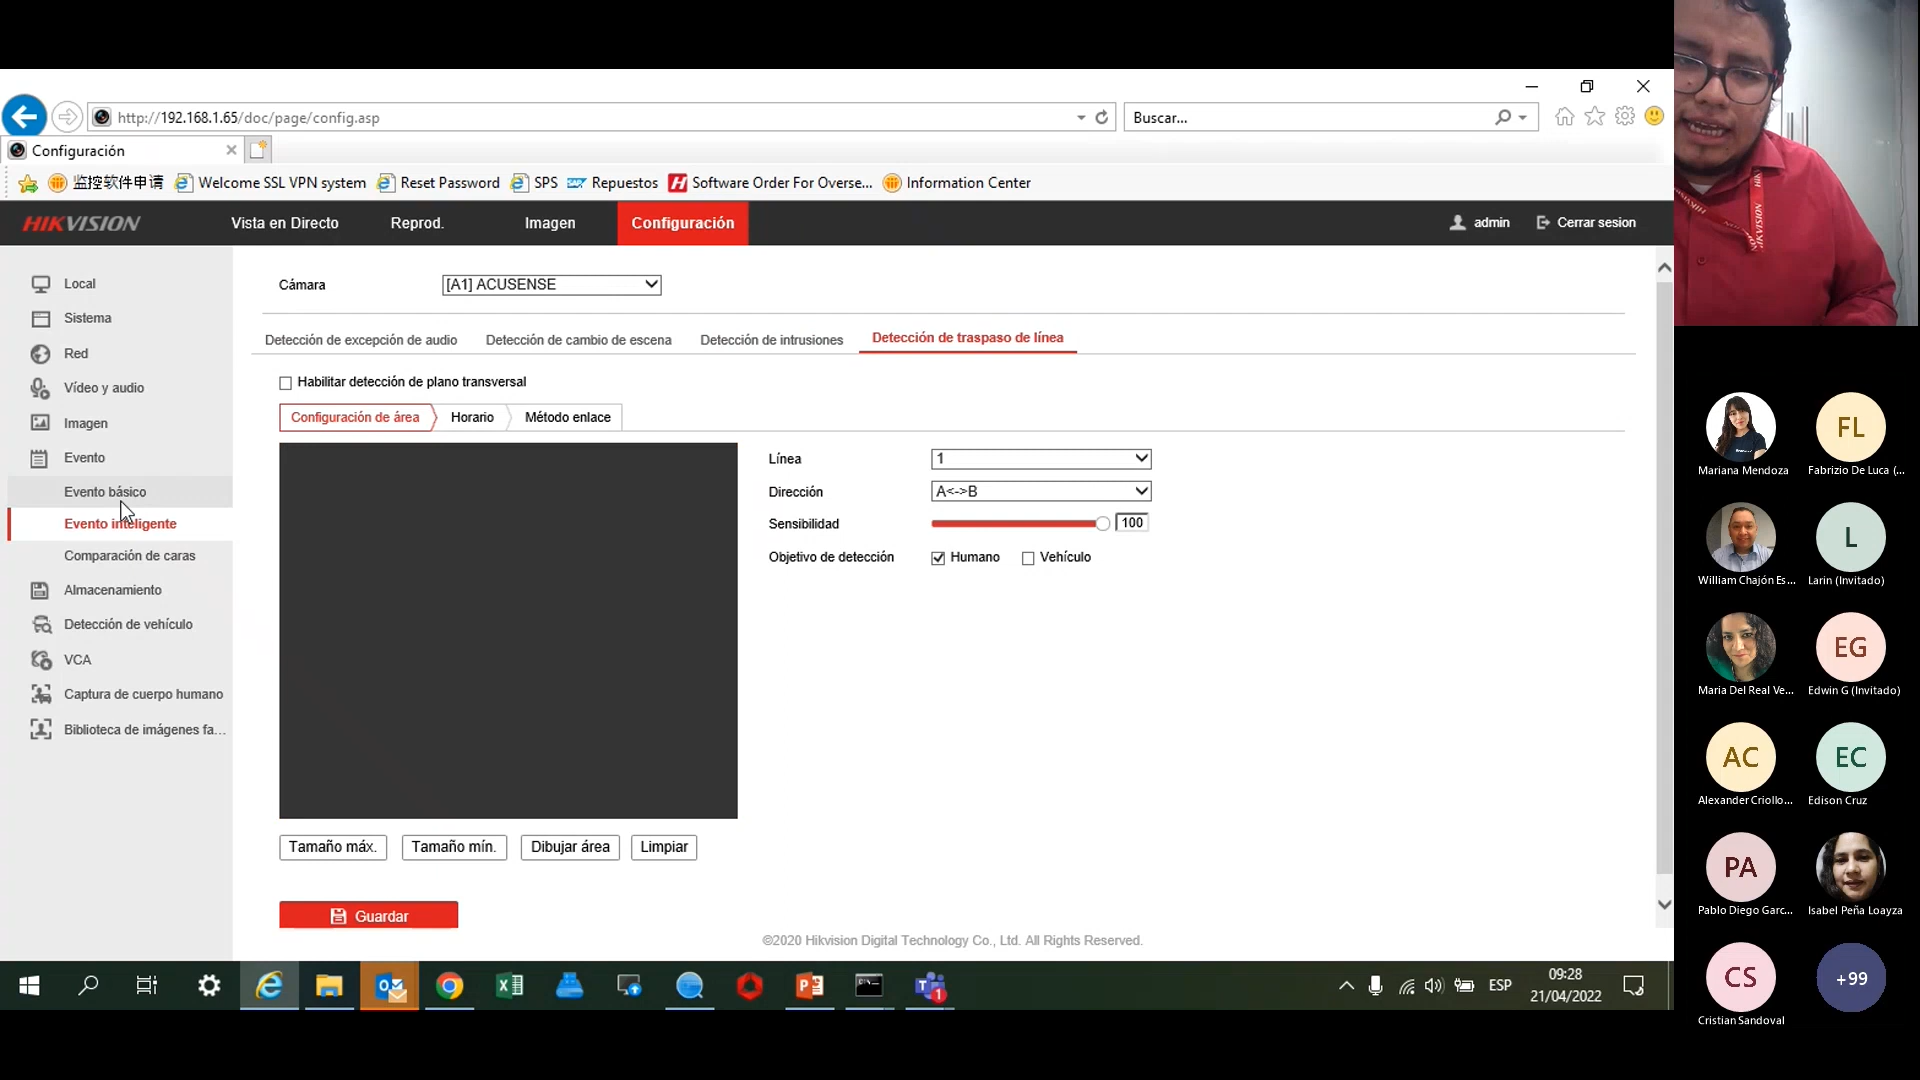 http://192.168.1.65/doc/page/config.asp
Buscar...
Configuración
监控软件申请
Welcome SSL VPN system
Reset Password
SPS
SAP
Repuestos
Software Order For Overse...
Information Center
HIKVISION
Vista en Directo
Reprod.
Imagen
Configuración
admin
Cerrar sesion
Local
Sistema
Red
Vídeo y audio
Imagen
Evento
Evento básico
Evento inteligente
Comparación de caras
Almacenamiento
Detección de vehículo
VCA
Captura de cuerpo humano
Biblioteca de imágenes fa...
Cámara
[A1] ACUSENSE
Detección de excepción de audio
Detección de cambio de escena
Detección de intrusiones
Detección de traspaso de línea
Habilitar detección de plano transversal
Configuración de área
Horario
Método enlace
Línea
1
Dirección
A<->B
Sensibilidad
100
Objetivo de detección
Humano
Vehículo
Tamaño máx.
Tamaño mín.
Dibujar área
Limpiar
Guardar
©2020 Hikvision Digital Technology Co., Ltd. All Rights Reserved.
ESP
09:28
21/04/2022
HIKVISION
Mariana Mendoza
FL
Fabrizio De Luca (...
William Chajón Es...
L
Larin (Invitado)
Maria Del Real Ve...
EG
Edwin G (Invitado)
AC
Alexander Criollo...
EC
Edison Cruz
PA
Pablo Diego Garc...
Isabel Peña Loayza
CS
Cristian Sandoval
+99